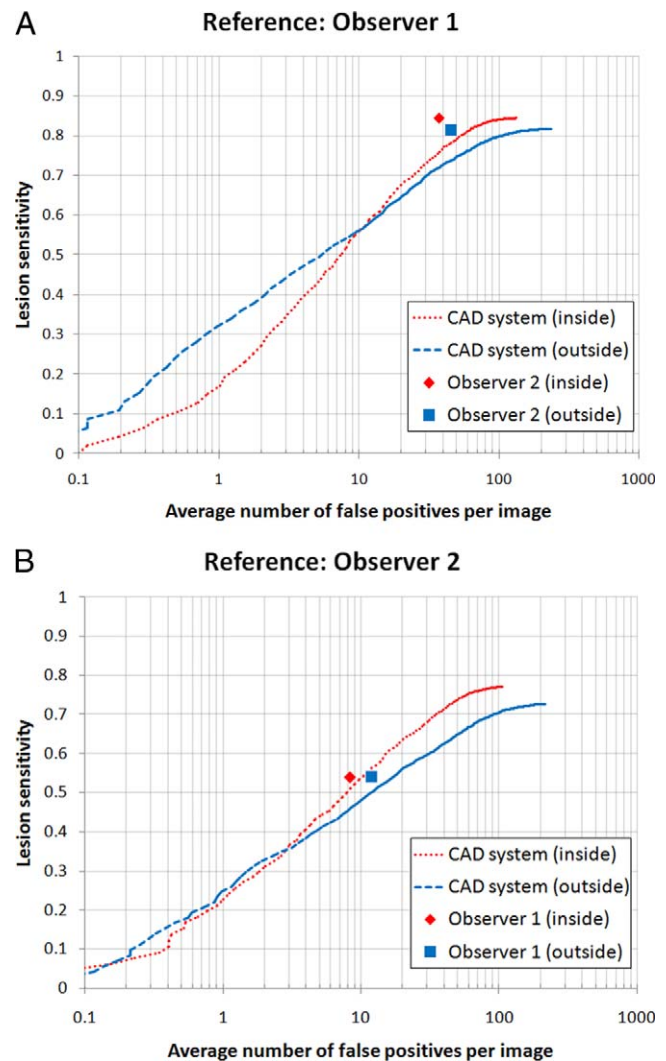 A
Reference: Observer 1
Lesion sensitivity
1
0.9
0.8
0.7
0.6
0.5
0.4
0.3
0.2
0.1
0
0.1
1
10
100
1000
CAD system (inside)
CAD system (outside)
Observer 2 (inside)
Observer 2 (outside)
Average number of false positives per image
B
Reference: Observer 2
Lesion sensitivity
1
0.9
0.8
0.7
0.6
0.5
0.4
0.3
0.2
0.1
0
0.1
1
10
100
1000
CAD system (inside)
CAD system (outside)
Observer 1 (inside)
Observer 1 (outside)
Average number of false positives per image